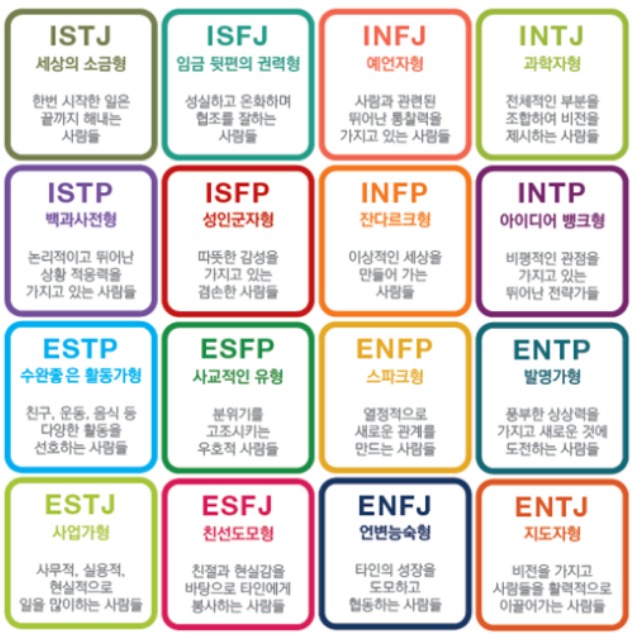 ISTJ
세상의 소금형
한번 시작한 일은
끝까지 해내는
사람들
ISFJ
임금 뒷편의 권력형
성실하고 온화하며
협조를 잘하는
사람들
INFJ
예언자형
사람과 관련된
뛰어난 통찰력을
가지고 있는 사람들
INTJ
과학자형
전체적인 부분을
조합하여 비전을
제시하는 사람들
ISTP
백과사전형
논리적이고 뛰어난
상황 적응력을
가지고 있는 사람들
ISFP
성인군자형
따뜻한 감성을
가지고 있는
겸손한 사람들
INFP
잔다르크형
이상적인 세상을
만들어 가는
사람들
INTP
아이디어 뱅크형
비평적인 관점을
가지고 있는
뛰어난 전략가들
ESTP
수완좋은 활동가형
친구, 운동, 음식 등
다양한 활동을
선호하는 사람들
ESFP
사교적인 유형
분위기를
고조시키는
우호적 사람들
ENFP
스파크형
열정적으로
새로운 관계를
만드는 사람들
ENTP
발명가형
풍부한 상상력을
가지고 새로운 것에
도전하는 사람들
ESTJ
사업가형
사무적, 실용적,
현실적으로
일을 많이하는 사람들
ESFJ
친선도모형
친절과 현실감을
바탕으로 타인에게
봉사하는 사람들
ENFJ
언변능숙형
타인의 성장을
도모하고
협동하는 사람들
ENTJ
지도자형
비전을 가지고
사람들을 활력적으로
이끌어가는 사람들